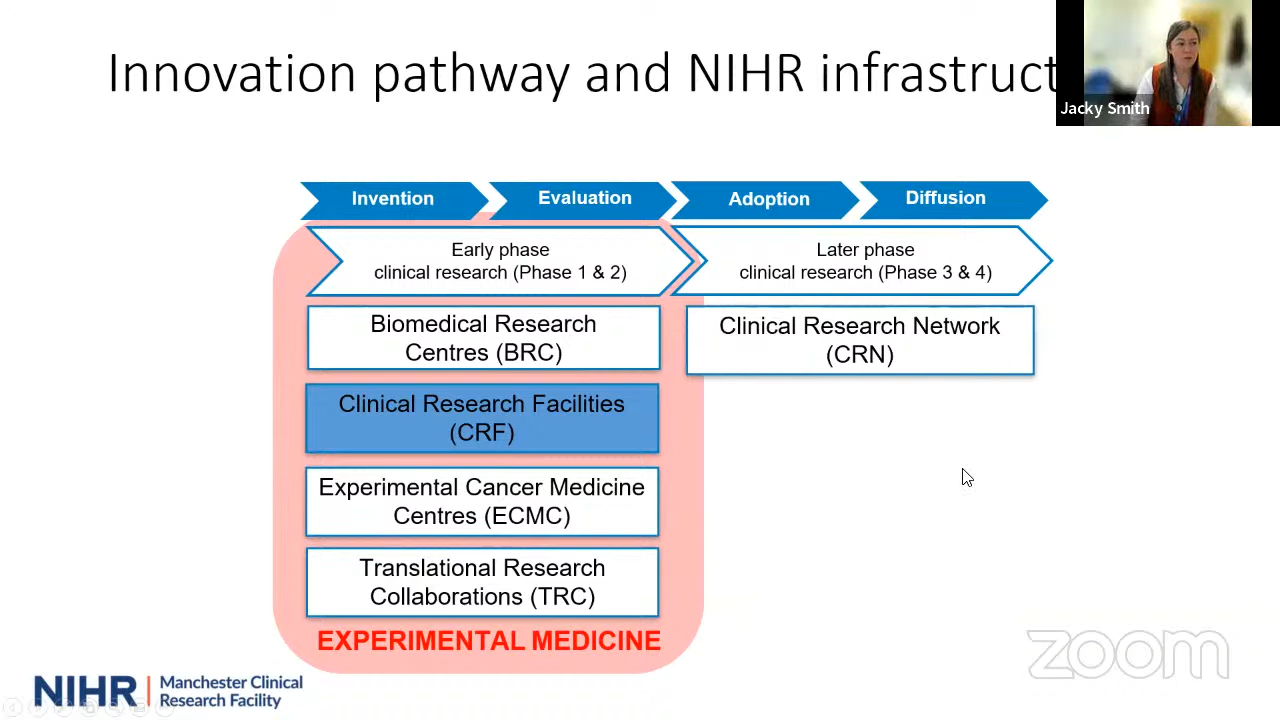 Innovation pathway and NIHR infrastruct
Jacky Smith
Invention
Evaluation
Adoption
Diffusion
Early phase
clinical research (Phase 1 & 2)
Later phase
clinical research (Phase 3 & 4)
Biomedical Research
Centres (BRC)
Clinical Research Network
(CRN)
Clinical Research Facilities
(CRF)
Experimental Cancer Medicine
Centres (ECMC)
Translational Research
Collaborations (TRC)
EXPERIMENTAL MEDICINE
NIHR | Manchester Clinical
Research Facility
zoom